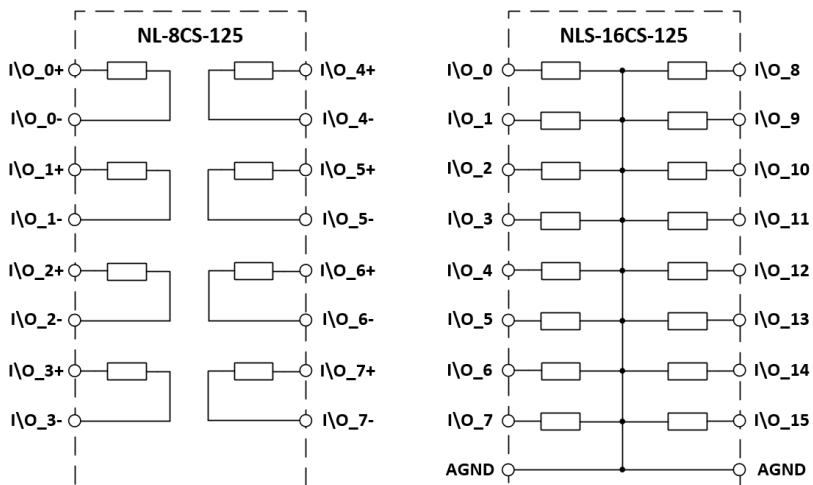 NL-8CS-125
I\O_0+
I\O_4+
I\O_0-
I\O_4-
I\O_1+
I\O_5+
I\O_1-
I\O_5-
I\O_2+
I\O_6+
I\O_2-
I\O_6-
I\O_3+
I\O_7+
I\O_3-
I\O_7-
NLS-16CS-125
I\O_0
I\O_8
I\O_1
I\O_9
I\O_2
I\O_10
I\O_3
I\O_11
I\O_4
I\O_12
I\O_5
I\O_13
I\O_6
I\O_14
I\O_7
I\O_15
AGND
AGND